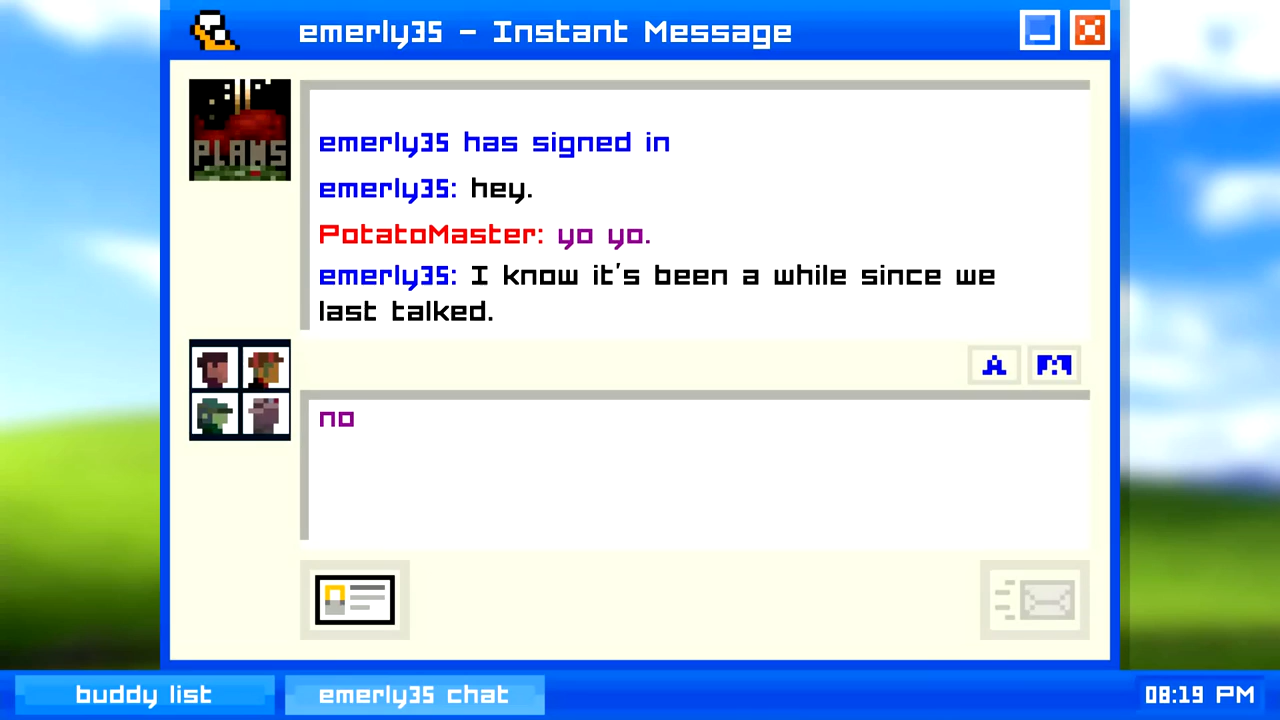 emerly35 - Instant Message
PLANS
emerly35 has signed in
emerly35: hey.
PotatoMaster: yo yo.
emerly35: I know it's been a while since we
last talked.
A
no
buddy list
emerly35 chat
08:19 PM